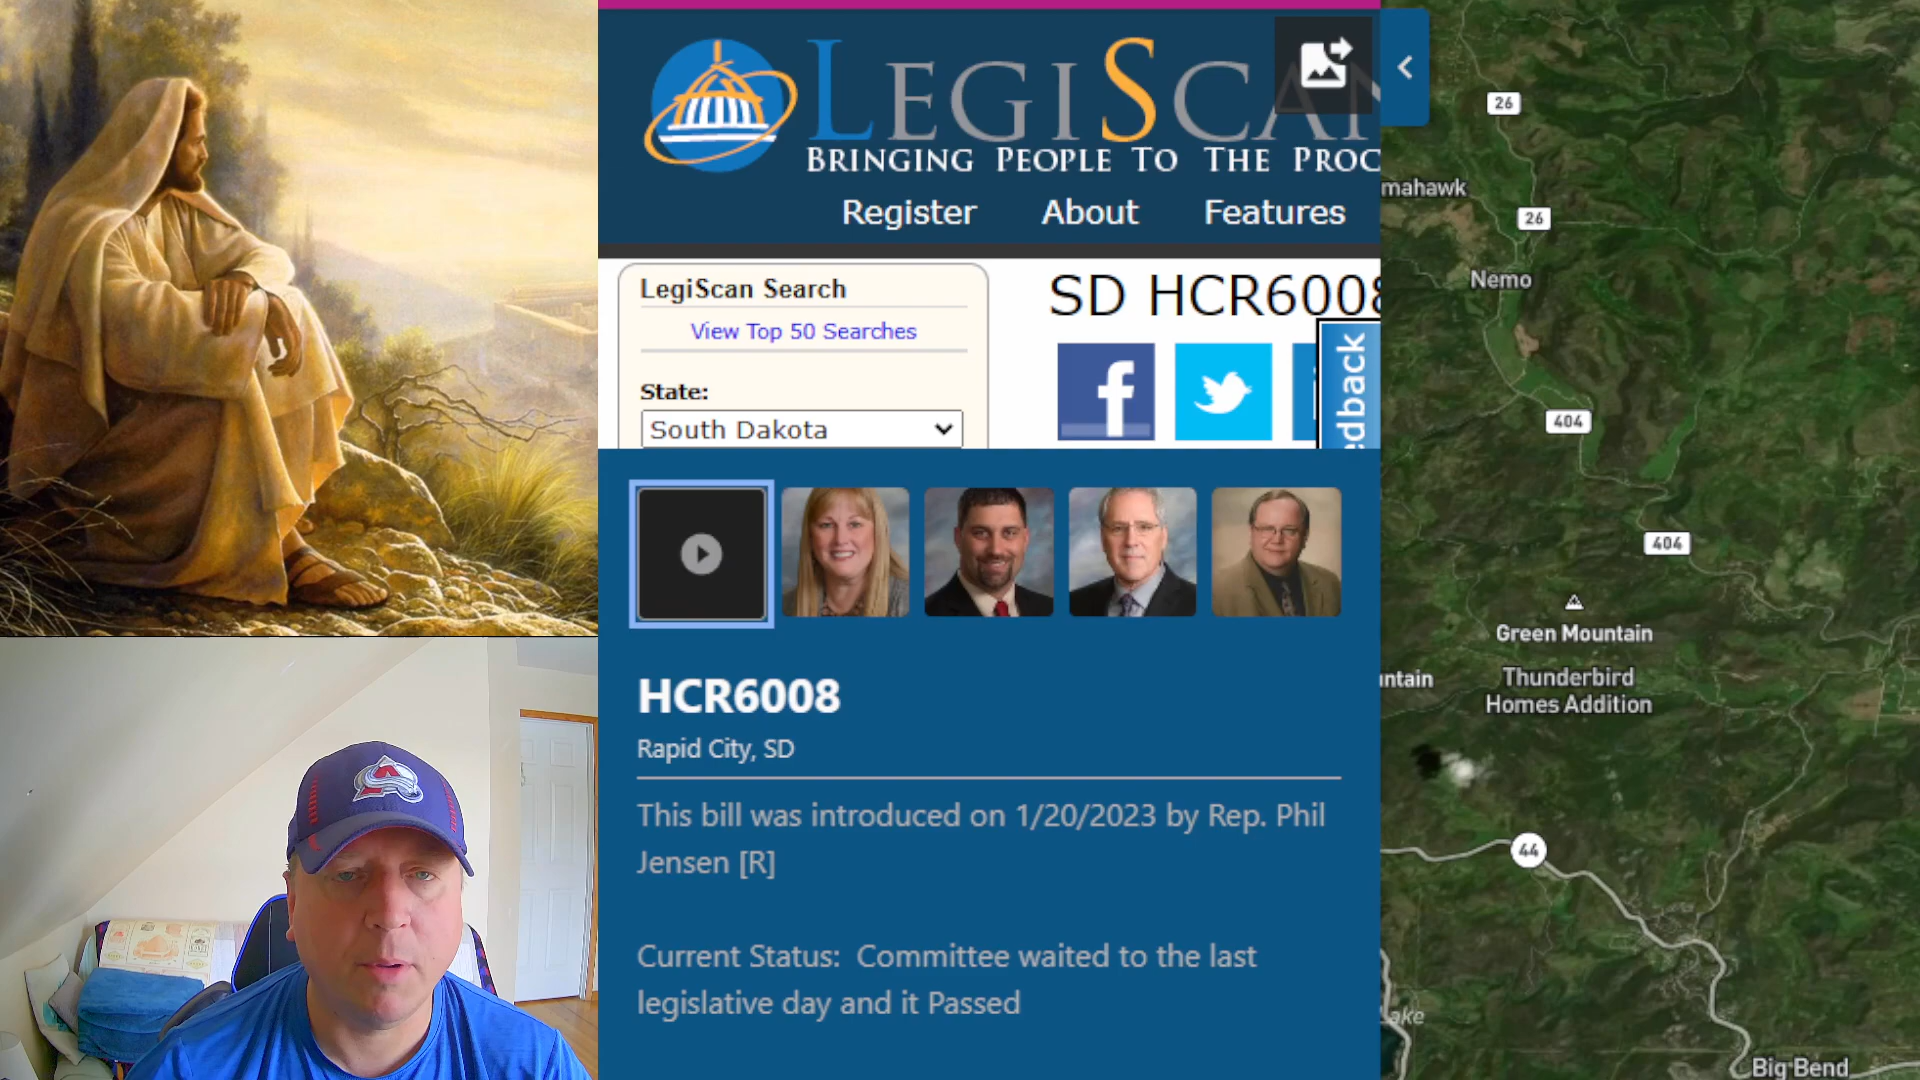 LEGISCAN
BRINGING PEOPLE TO THE PROC
Register About Features
LegiScan Search
View Top 50 Searches
State:
South Dakota
SD HCR6008
f
edback
HCR6008
Rapid City, SD
This bill was introduced on 1/20/2023 by Rep. Phil
Jensen [R]
Current Status: Committee waited to the last
legislative day and it Passed
26
mahawk
26
Nemo
404
404
Green Mountain
ntain
Thunderbird
Homes Addition
44
ake
Big Bend
A